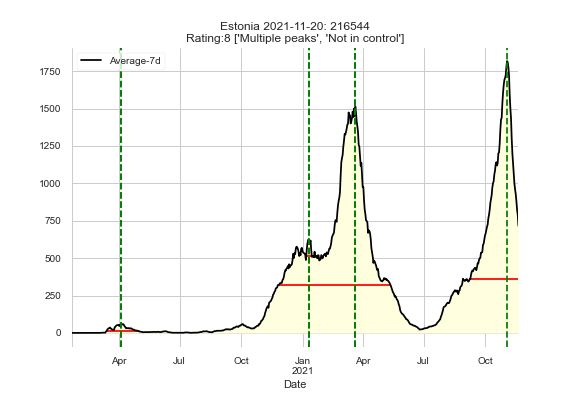 Estonia 2021-11-20: 216544
Rating:8 ['Multiple peaks', 'Not in control']
Average-7d
1750
1500
1250
1000
750
500
250
0
Apr Jul Oct Jan Apr Jul Oct
2021
Date